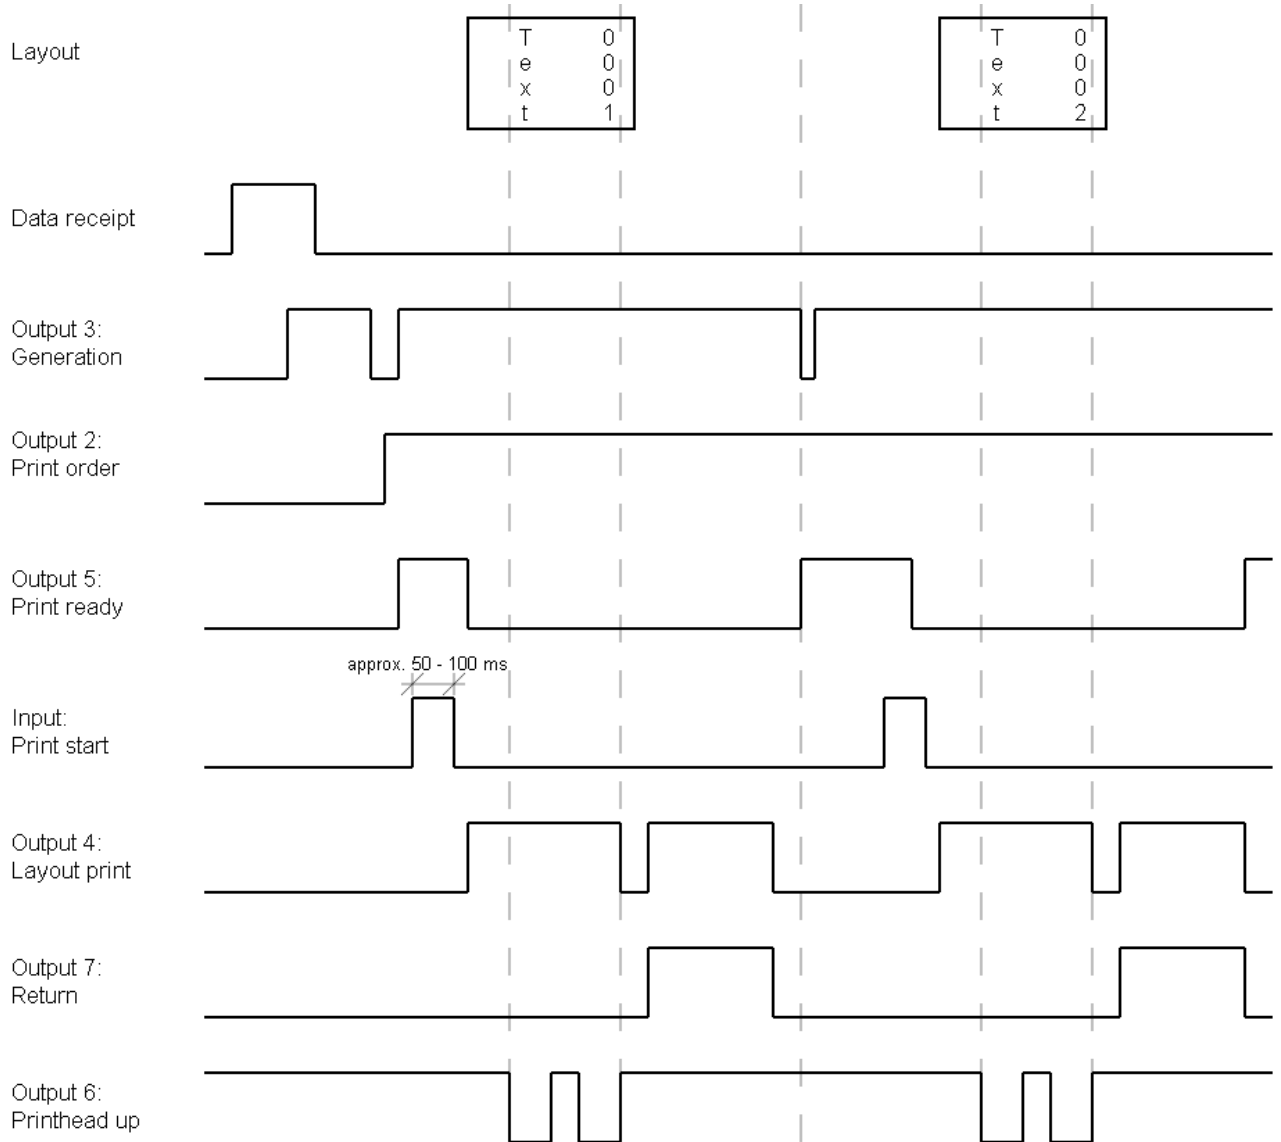 Layout
T 0
e 0
x 0
t 1
T 0
e 0
x 0
t 2
Data receipt
Output 3:
Generation
Output 2:
Print order
Output 5:
Print ready
approx. 50 - 100 ms
Input:
Print start
Output 4:
Layout print
Output 7:
Return
Output 6:
Printhead up